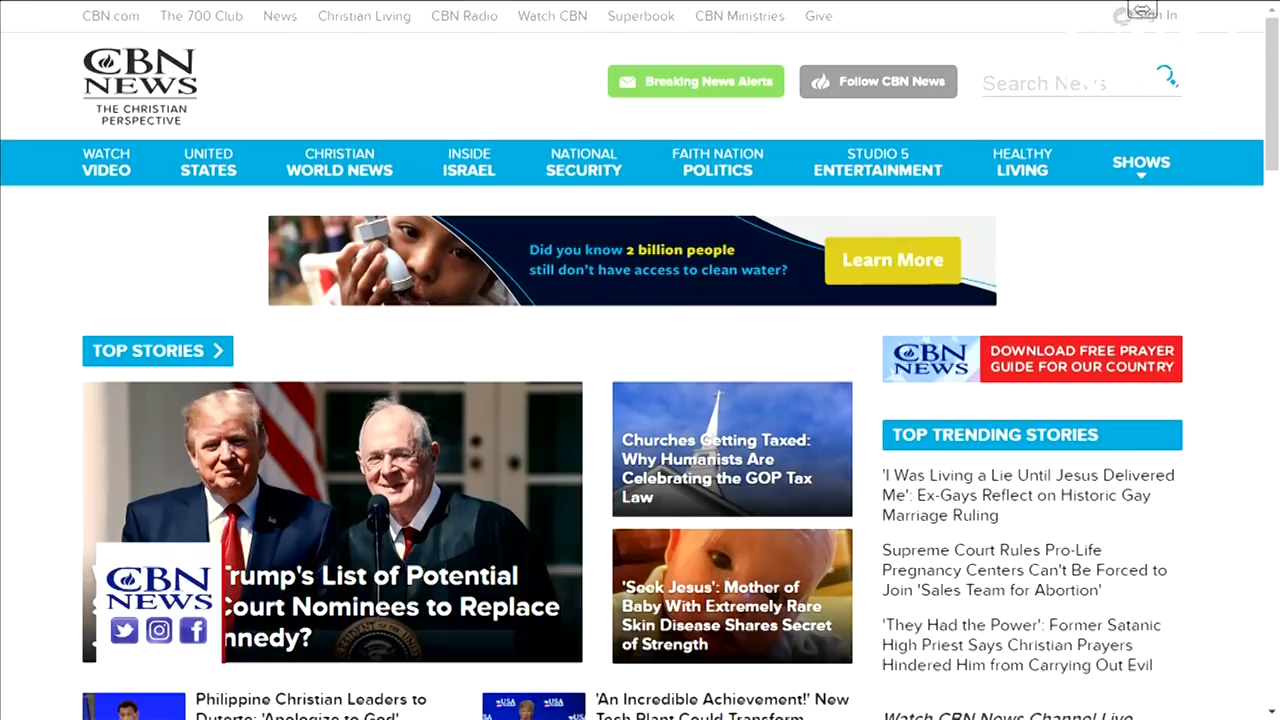 CBN.com The 700 Club News Christian Living CBN Radio Watch CBN Superbook CBN Ministries Give In
CBN
NEWS
THE CHRISTIAN
PERSPECTIVE
Breaking News Alerts
Follow CBN News
Search News
WATCH
VIDEO
UNITED
STATES
CHRISTIAN
WORLD NEWS
INSIDE
ISRAEL
NATIONAL
SECURITY
FAITH NATION
POLITICS
STUDIO 5
ENTERTAINMENT
HEALTHY
LIVING
SHOWS
Did you know 2 billion people
still don't have access to clean water?
Learn More
TOP STORIES
Trump's List of Potential
Court Nominees to Replace
nnedy?
CBN
NEWS
Churches Getting Taxed:
Why Humanists Are
Celebrating the GOP Tax
Law
'Seek Jesus': Mother of
Baby With Extremely Rare
Skin Disease Shares Secret
of Strength
Philippine Christian Leaders to
Duterte: 'Apologize to God'
'An Incredible Achievement!' New
Tech Plant Could Transform
USA
USA
CBN
NEWS
DOWNLOAD FREE PRAYER
GUIDE FOR OUR COUNTRY
TOP TRENDING STORIES
'I Was Living a Lie Until Jesus Delivered
Me': Ex-Gays Reflect on Historic Gay
Marriage Ruling
Supreme Court Rules Pro-Life
Pregnancy Centers Can't Be Forced to
Join 'Sales Team for Abortion'
'They Had the Power': Former Satanic
High Priest Says Christian Prayers
Hindered Him from Carrying Out Evil
Watch CBN News Channel Live